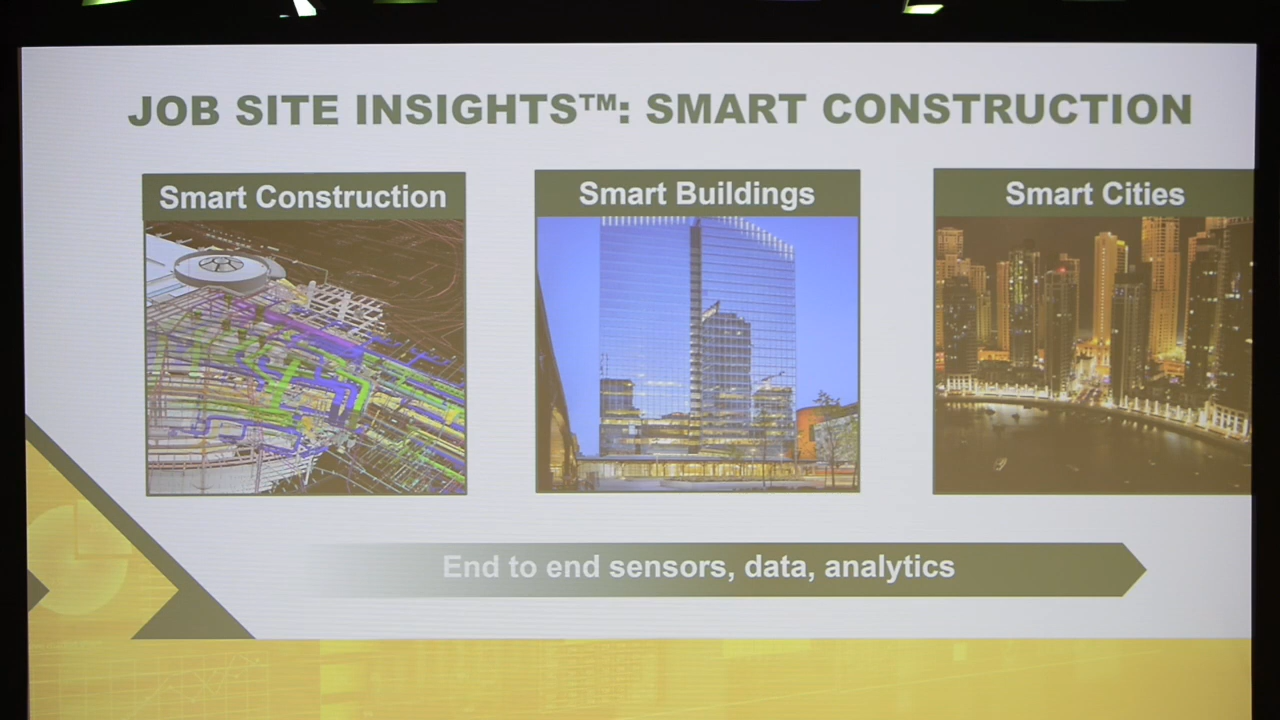 JOB SITE INSIGHTS™: SMART CONSTRUCTION
Smart Construction
Smart Buildings
Smart Cities
End to end sensors, data, analytics